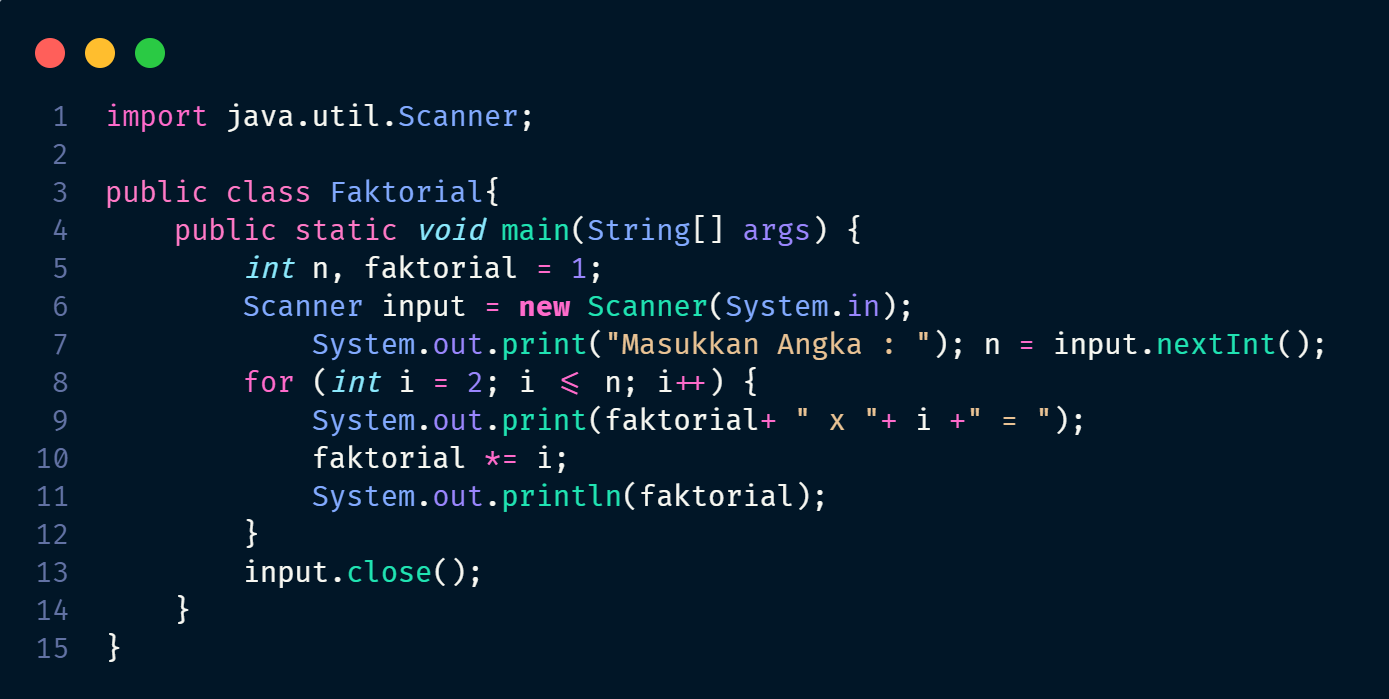 1 import java.util.Scanner;
2
3 public class Faktorial{
4     public static void main(String[] args) {
5         int n, faktorial = 1;
6         Scanner input = new Scanner(System.in);
7             System.out.print("Masukkan Angka : "); n = input.nextInt();
8         for (int i = 2; i <= n; i++) {
9             System.out.print(faktorial+ " x "+ i +" = ");
10             faktorial *= i;
11             System.out.println(faktorial);
12         }
13         input.close();
14     }
15 }